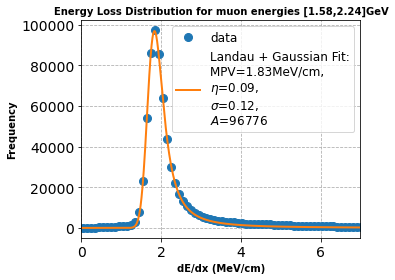 Energy Loss Distribution for muon energies [1.58,2.24]GeV
100000
80000
60000
40000
20000
0
Frequency
data
Landau + Gaussian Fit:
MPV=1.83MeV/cm,
η=0.09,
σ=0.12,
A=96776
0 2 4 6
dE/dx (MeV/cm)